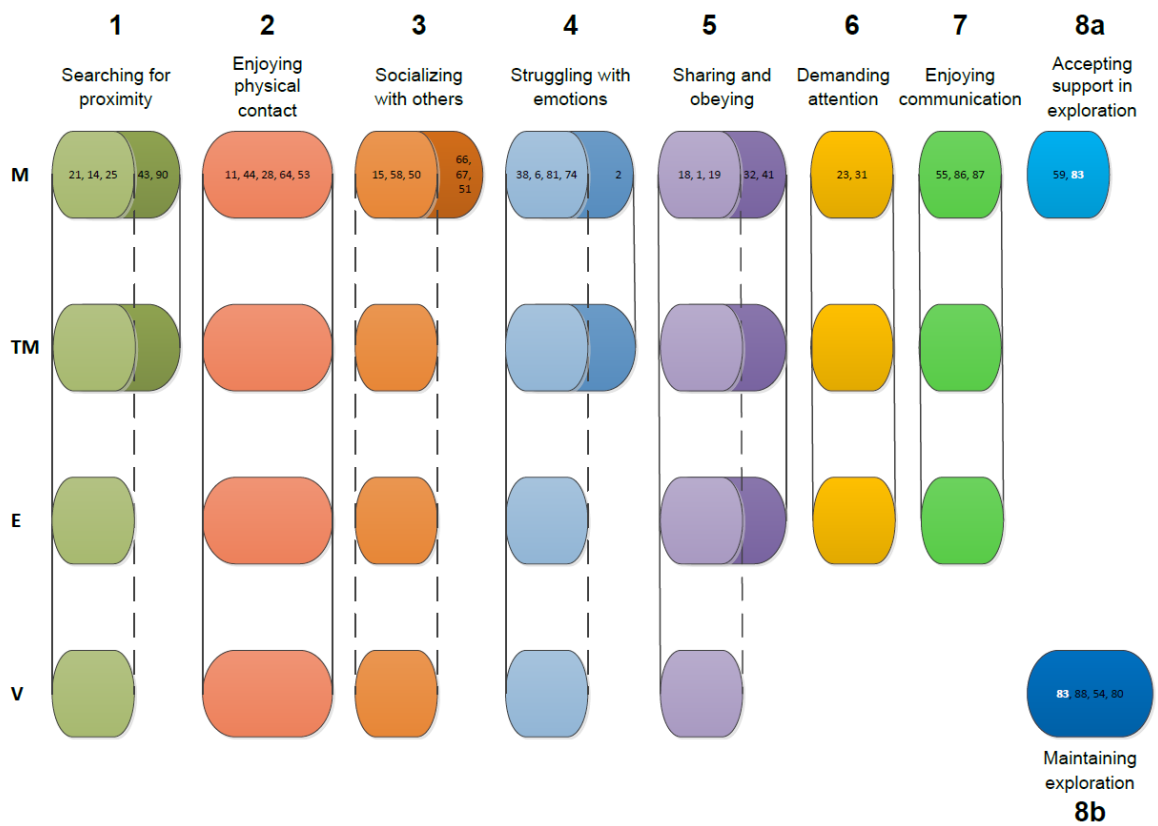 1 2 3 4 5 6 7 8a
Searching for proximity
Enjoying physical contact
Socializing with others
Struggling with emotions
Sharing and obeying
Demanding attention
Enjoying communication
Accepting support in exploration
M
21, 14, 25
43, 90
11, 44, 28, 64, 53
15, 58, 50
66,
67,
51
38, 6, 81, 74
2
18, 1, 19
32, 41
23, 31
55, 86, 87
59, 83
TM
E
V
83, 88, 54, 80
Maintaining
exploration
8b